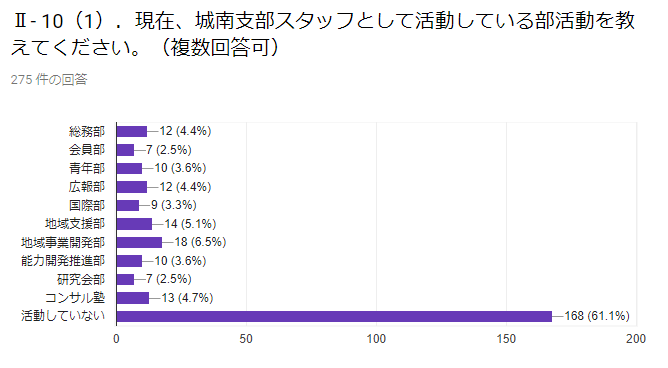 Ⅱ- 10（1）．現在、城南支部スタッフとして活動している部活動を教
えてください。（複数回答可）
275 件の回答
総務部 12 (4.4%)
会員部 7 (2.5%)
青年部 10 (3.6%)
広報部 12 (4.4%)
国際部 9 (3.3%)
地域支援部 14 (5.1%)
地域事業開発部 18 (6.5%)
能力開発推進部 10 (3.6%)
研究会部 7 (2.5%)
コンサル塾 13 (4.7%)
活動していない 168 (61.1%)
0 50 100 150 200